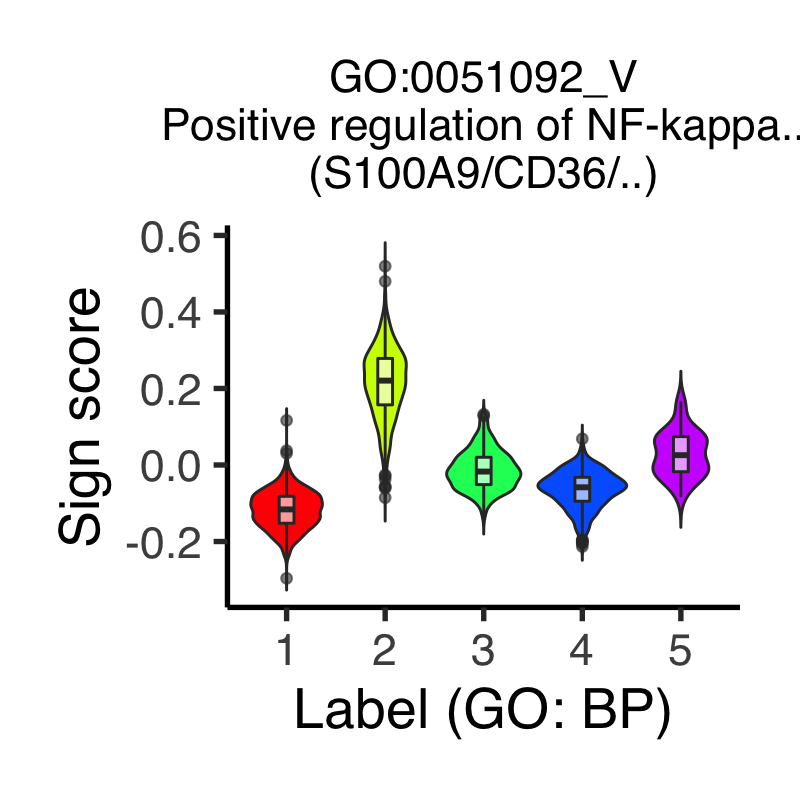 GO:0051092_V
Positive regulation of NF-kappa..
(S100A9/CD36/..)
Sign score
0.6
0.4
0.2
0.0
-0.2
1 2 3 4 5
Label (GO: BP)